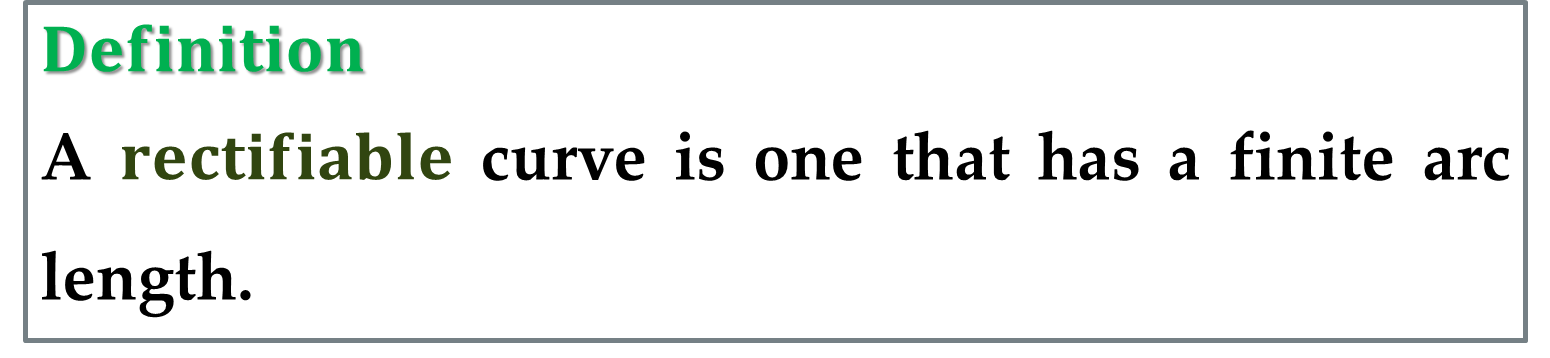 Definition
A rectifiable curve is one that has a finite arc
length.